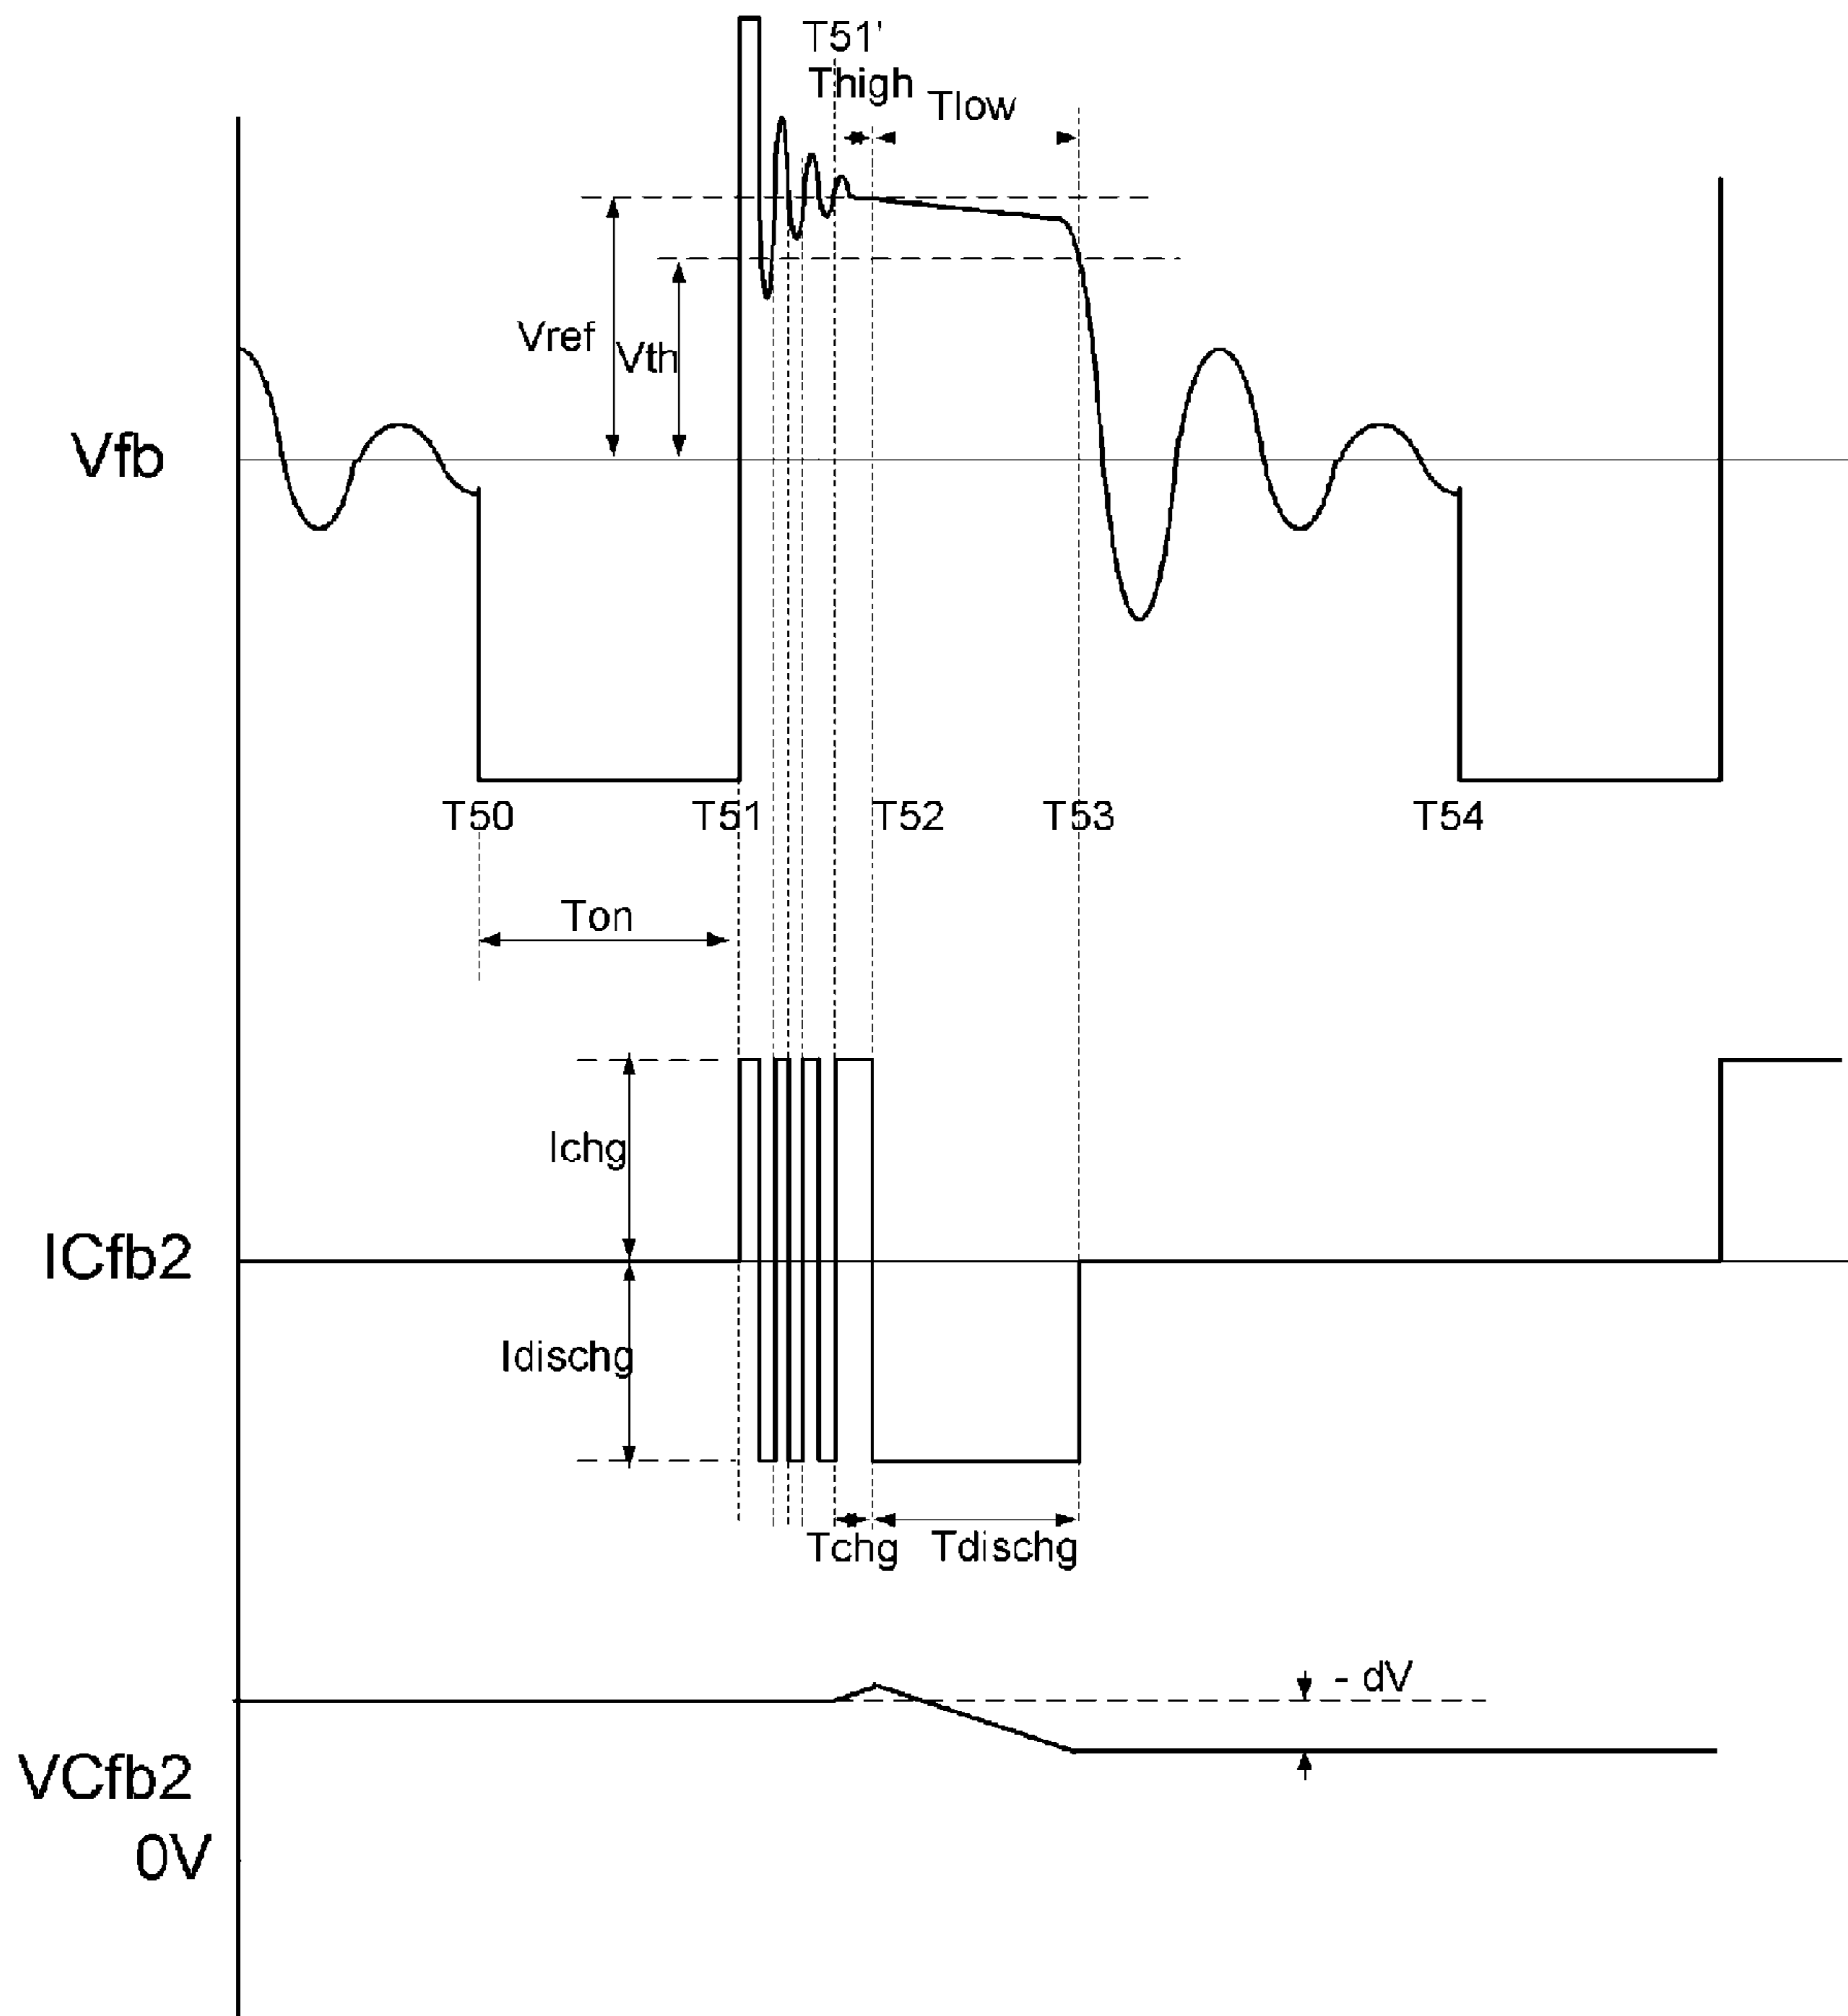 T51'
Thigh
Tlow
Vref
Vth
Vfb
T50
T51
T52
T53
T54
Ton
Ichg
ICfb2
Idischg
Tchg
Tdischg
- dV
VCfb2
0V